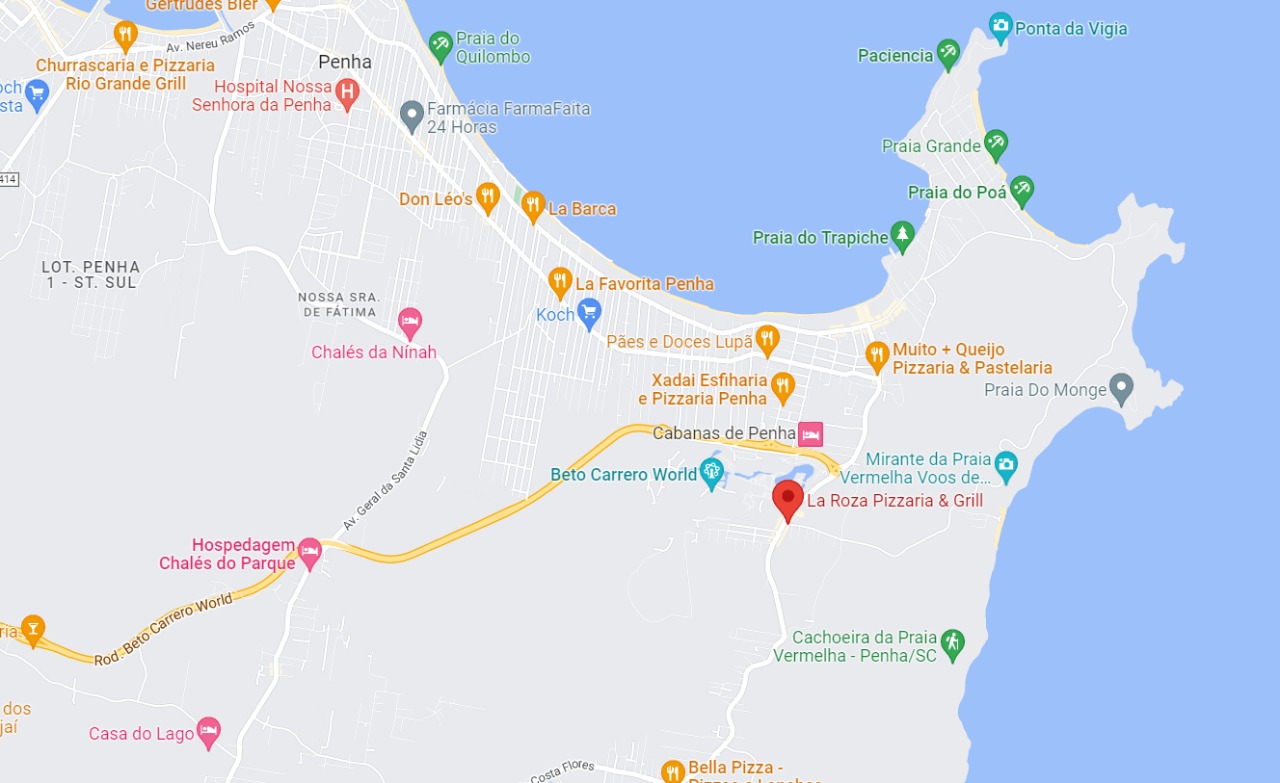 Gertrudes Bier
Av. Nereu Ramos
Praia do
Quilombo
Ponta da Vigia
Paciencia
Churrascaria e Pizzaria
Rio Grande Grill
Penha
Hospital Nossa
Senhora da Penha
och
sta
Farmácia FarmaFaita
24 Horas
Praia Grande
414
Don Léo's
La Barca
Praia do Poá
Praia do Trapiche
LOT. PENHA
1 - ST. SUL
NOSSA SRA.
DE FÁTIMA
La Favorita Penha
Koch
Chalés da Nínah
Pães e Doces Lupã
Muito + Queijo
Pizzaria & Pastelaria
Xadai Esfiharia
e Pizzaria Penha
Praia Do Monge
Cabanas de Penha
Mirante da Praia
Vermelha Voos de...
Beto Carrero World
La Roza Pizzaria & Grill
Av. Geral da Santa Lidia
Hospedagem
Chalés do Parque
Rod. Beto Carrero World
ria
Cachoeira da Praia
Vermelha - Penha/SC
dos
jaí
Casa do Lago
Costa Flores
Bella Pizza -